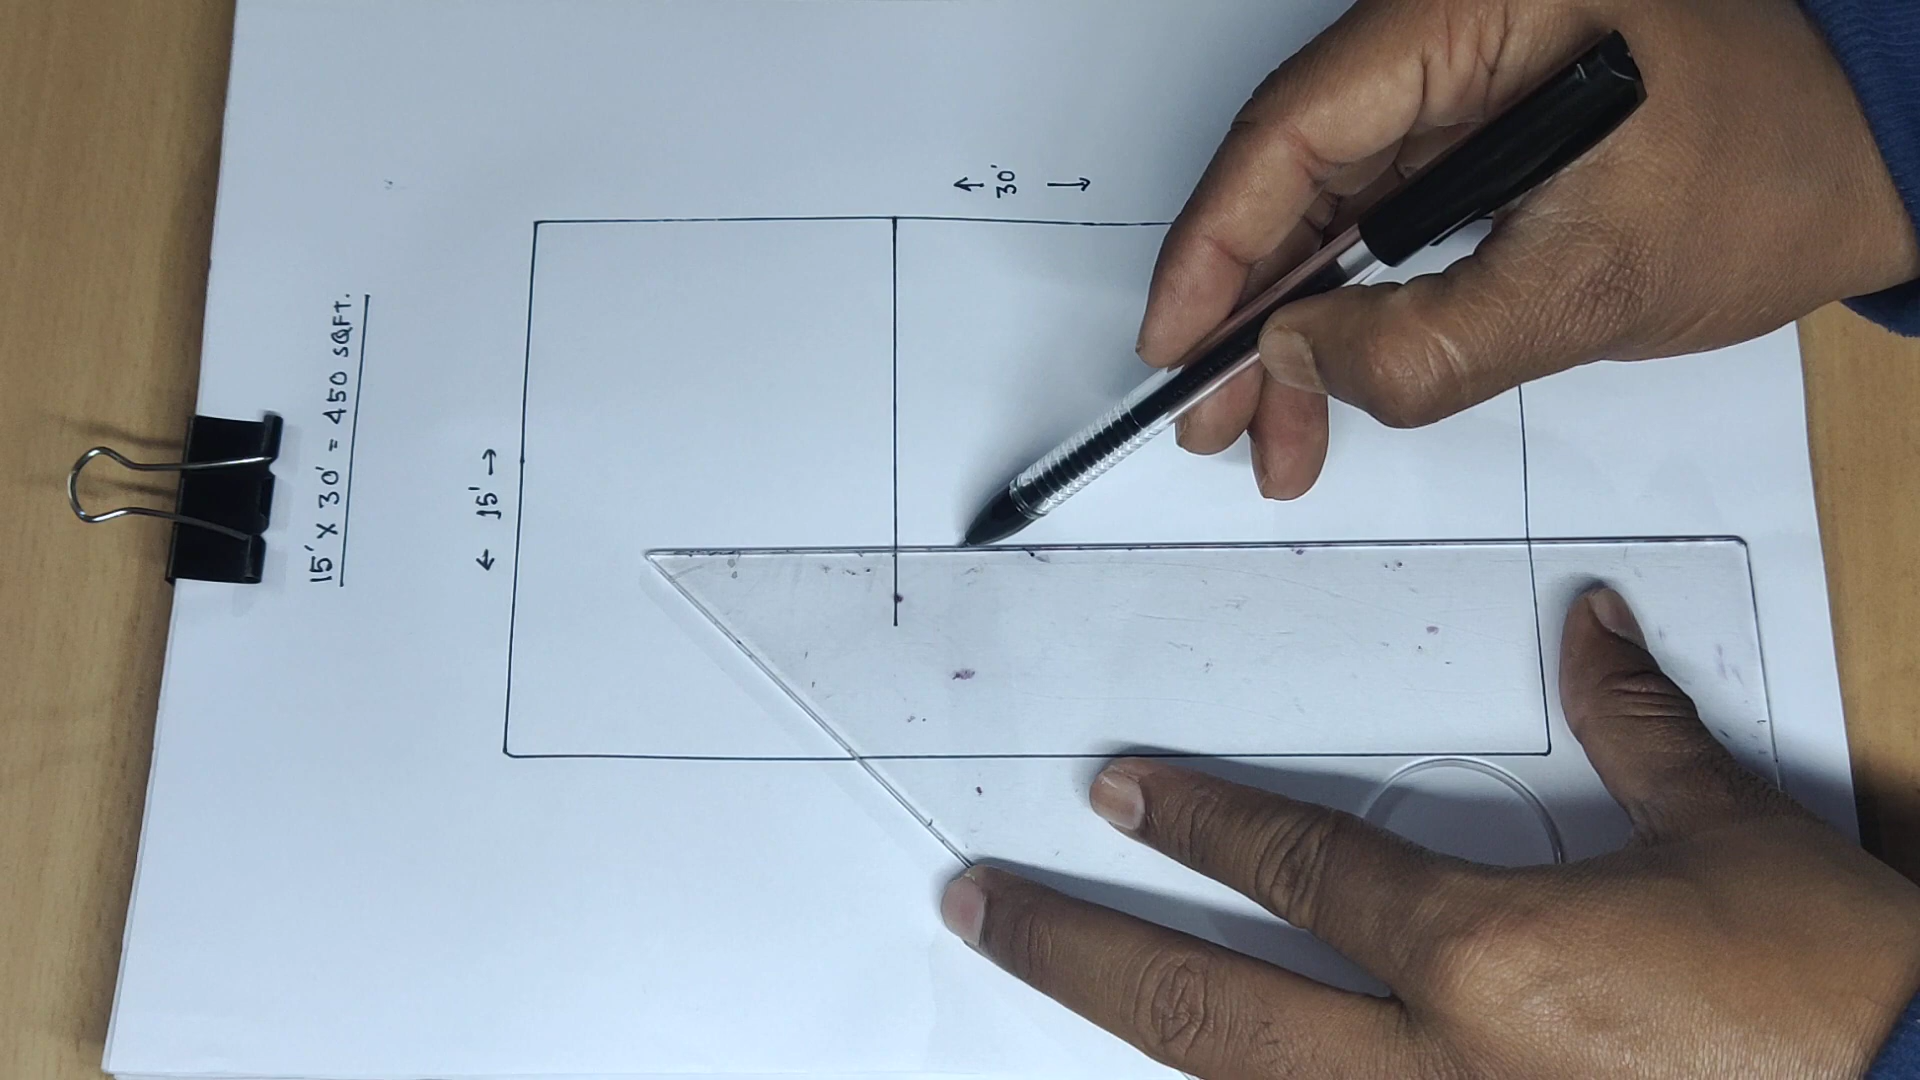 15' X 30' = 450 SQFT.
← 15' →
← 30' →